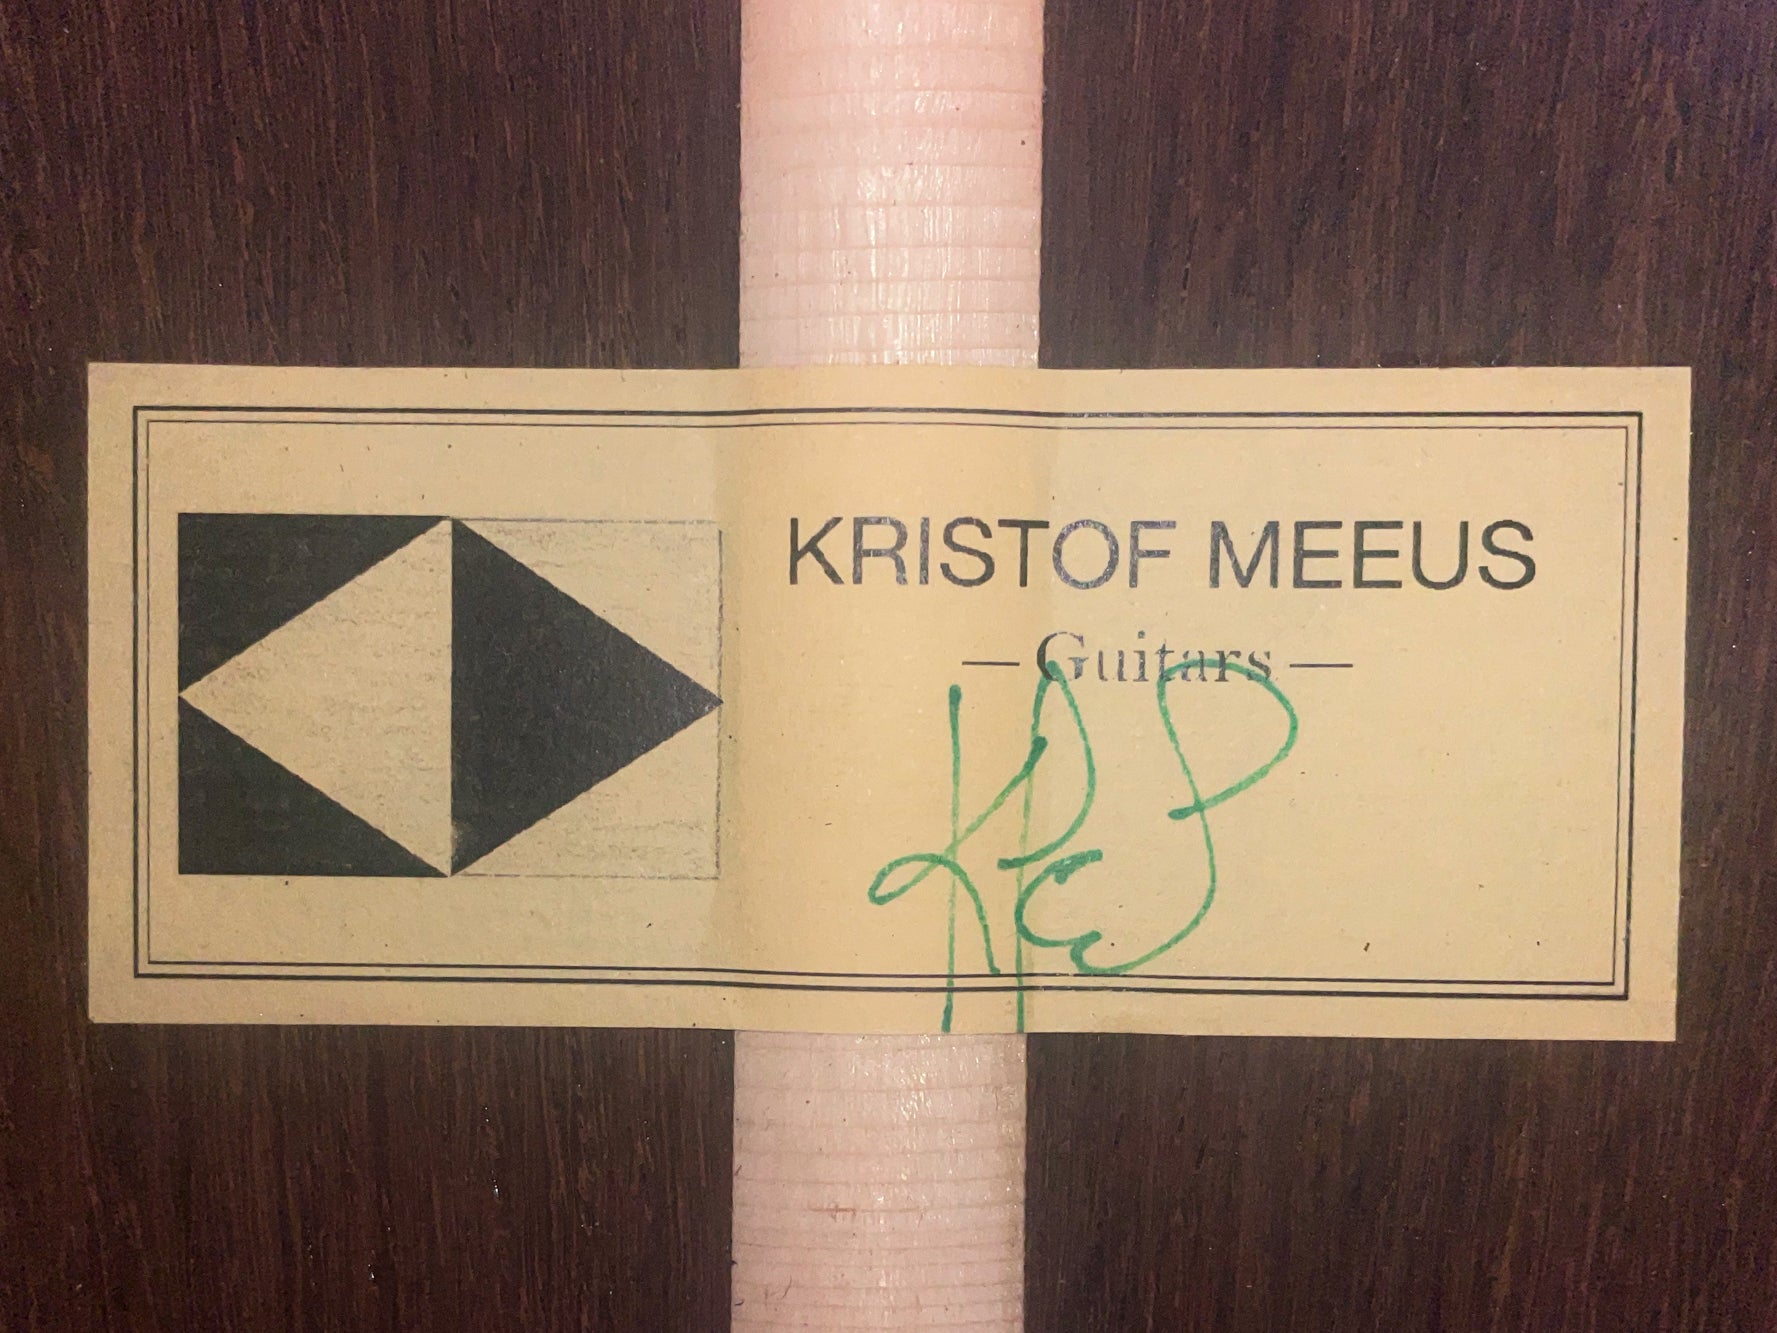 KRISTOF MEEUS
— Guitars —